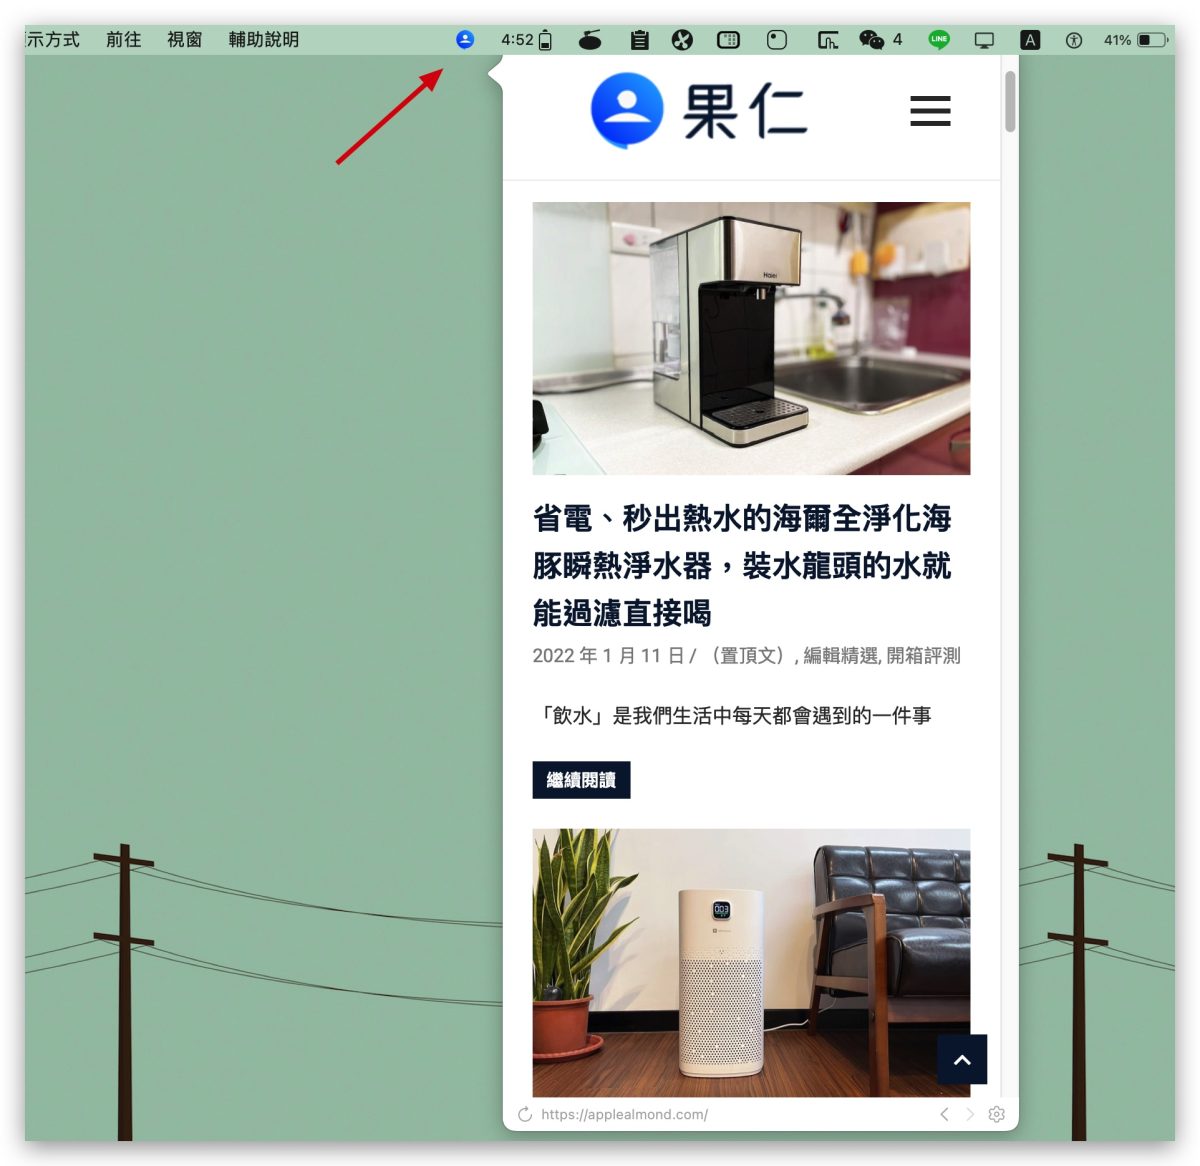 示方式 前往 視窗 輔助說明 4:52 4 LINE A 41%
果仁
Haier
省電、秒出熱水的海爾全淨化海
豚瞬熱淨水器，裝水龍頭的水就
能過濾直接喝
2022 年 1 月 11 日 / （置頂文）, 編輯精選, 開箱評測
「飲水」是我們生活中每天都會遇到的一件事
繼續閱讀
003
https://applealmond.com/